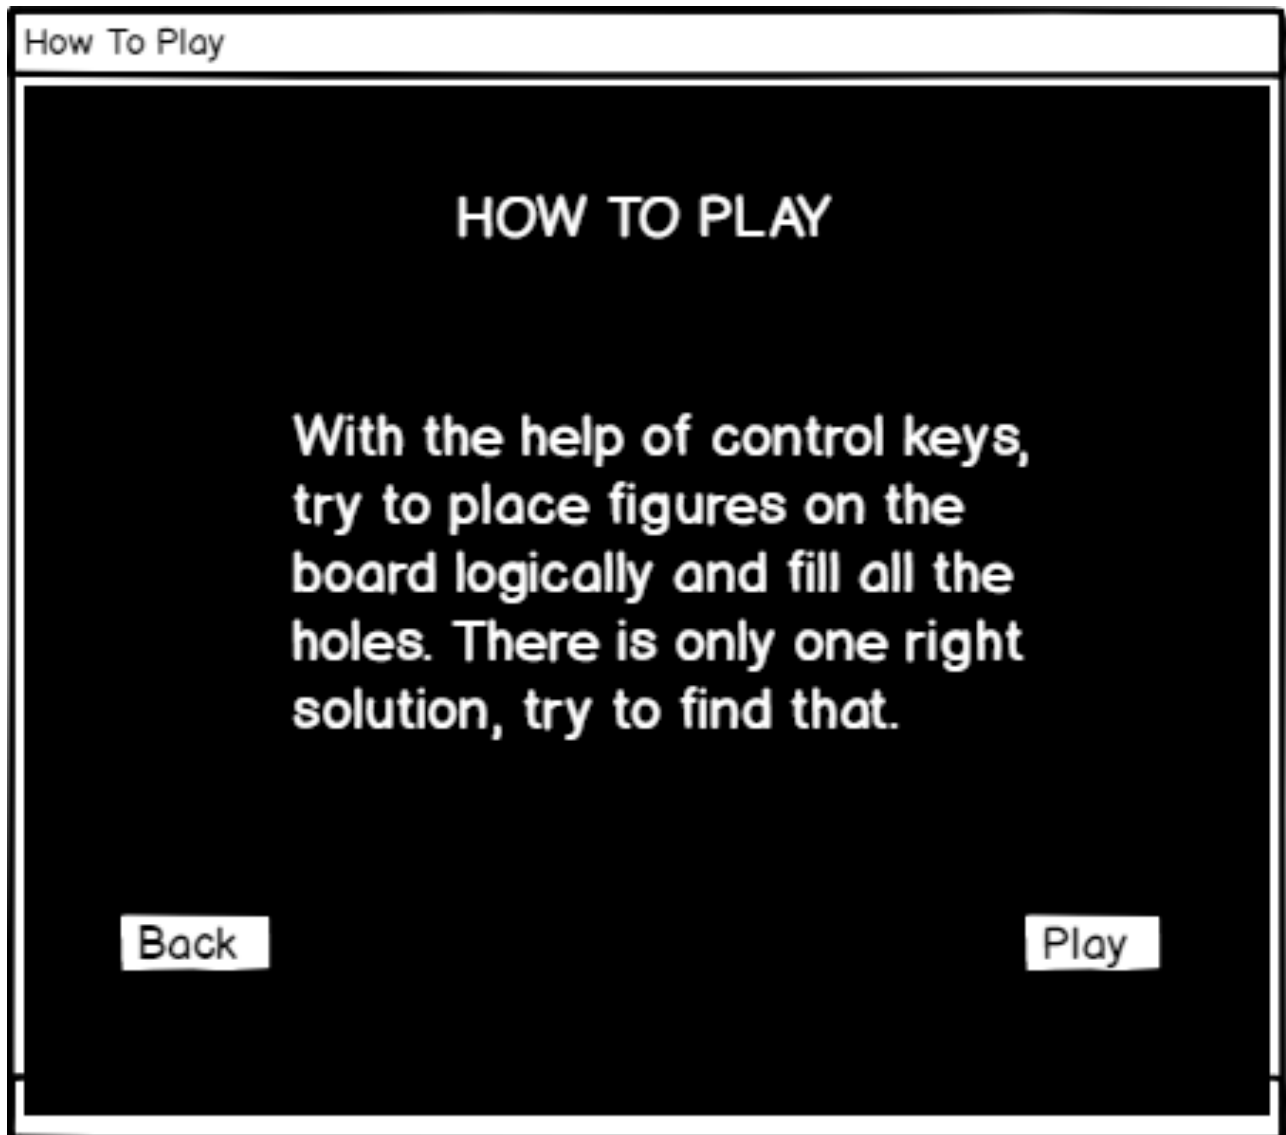 How To Play
HOW TO PLAY
With the help of control keys,
try to place figures on the
board logically and fill all the
holes. There is only one right
solution, try to find that.
Back
Play